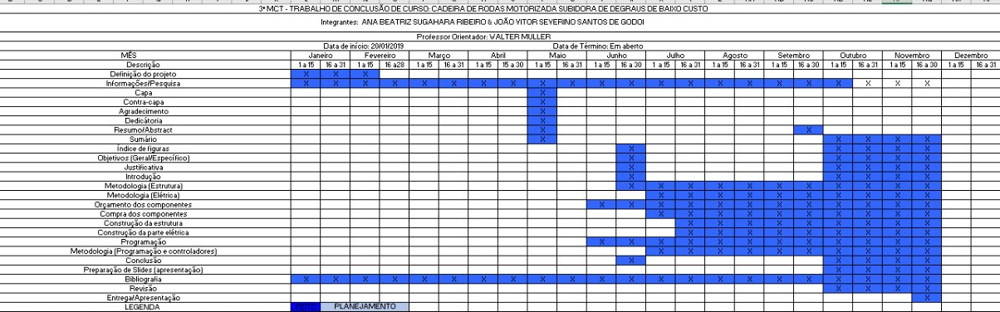 3ª MCT - TRABALHO DE CONCLUSÃO DE CURSO: CADEIRA DE RODAS MOTORIZADA SUBIDORA DE DEGRAUS DE BAIXO CUSTO
Integrantes: ANA BEATRIZ SUGAHARA RIBEIRO & JOÃO VITOR SEVERINO SANTOS DE GODOI
Professor Orientador: WALTER MULLER
Data de início: 20/01/2019 Data de Término: Em aberto
MÊS Janeiro Fevereiro Março Abril Maio Junho Julho Agosto Setembro Outubro Novembro Dezembro
Descrição 1 a 15 16 a 31 1 a 15 16 a28 1 a 15 16 a 31 1 a 15 15 a 30 1 a 15 16 a 31 1 a 15 16 a 30 1 a 15 16 a 31 1 a 15 16 a 31 1 a 15 16 a 30 1 a 15 16 a 31 1 a 15 16 a 30 1 a 15 16 a 31
Definição do projeto X X X
Informações/Pesquisa X X X X X X X X X X X X X X X X X X X X X X
Capa X
Contra-capa X
Agradecimento X
Dedicátoria X
Resumo/Abstract X X
Sumário X X X X X
Índice de figuras X X X X X
Objetivos (Geral/Específico) X X X X X
Justificativa X X X X X
Introdução X X X X X
Metodologia (Estrutura) X X X X X X X X X X X
Metodologia (Elétrica) X X X X X X X X X X
Orçamento dos componentes X X X X X X X X X X X X
Compra dos componentes X X X X X X X X X X
Construção da estrutura X X X X X X X X X
Construção da parte elétrica X X X X X X X X X
Programação X X X X X X X X X X X X
Metodologia (Programação e controladores) X X X X X X X X X X
Conclusão X X X X X
Preparação de Slides (apresentação) X X X X
Bibliografia X X X X X X X X X X X X X X X X X X X X X X
Revisão X X X X
Entrega/Apresentação X
LEGENDA FEITO PLANEJAMENTO